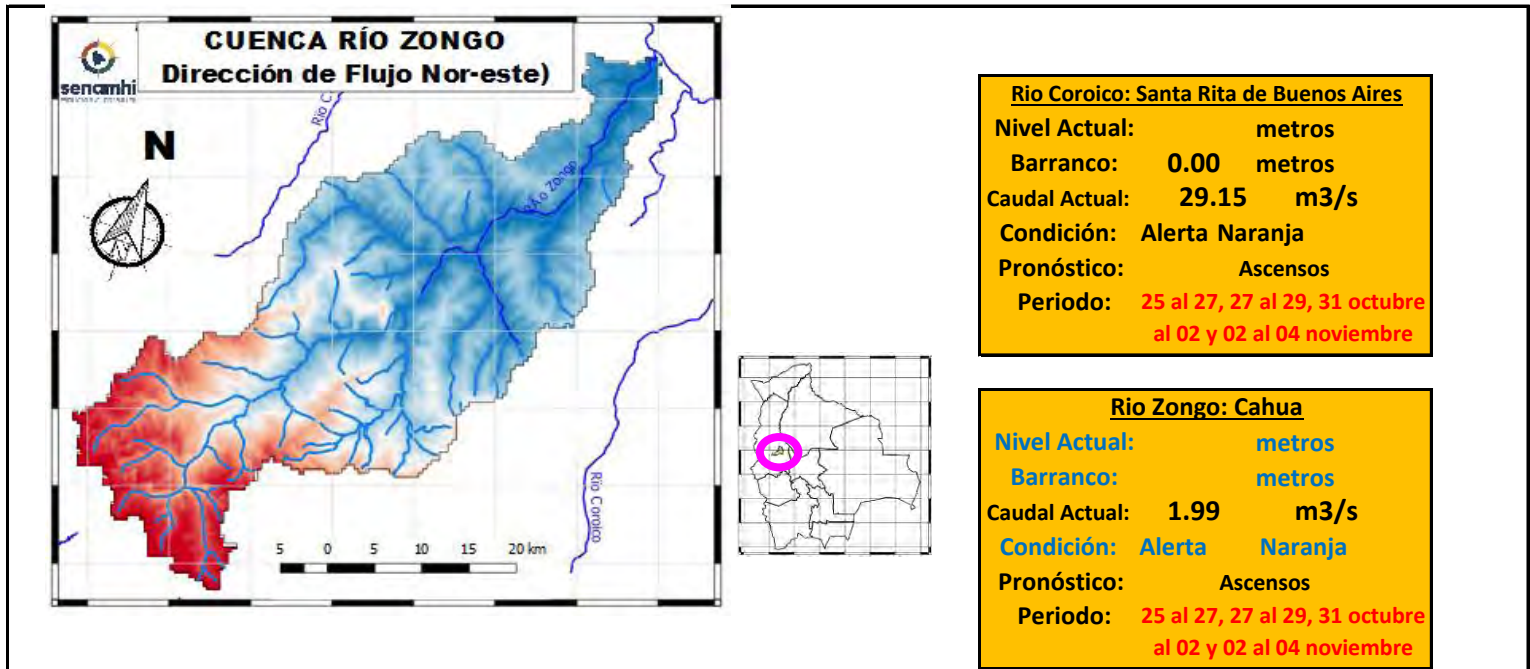 CUENCA RÍO ZONGO
Dirección de Flujo Nor-este)
senamhi
N
Río Zongo
Río Coroico
5 0 5 10 15 20 km
Rio Coroico: Santa Rita de Buenos Aires
Nivel Actual: metros
Barranco: 0.00 metros
Caudal Actual: 29.15 m3/s
Condición: Alerta Naranja
Pronóstico: Ascensos
Periodo: 25 al 27, 27 al 29, 31 octubre
al 02 y 02 al 04 noviembre
Rio Zongo: Cahua
Nivel Actual: metros
Barranco: metros
Caudal Actual: 1.99 m3/s
Condición: Alerta Naranja
Pronóstico: Ascensos
Periodo: 25 al 27, 27 al 29, 31 octubre
al 02 y 02 al 04 noviembre